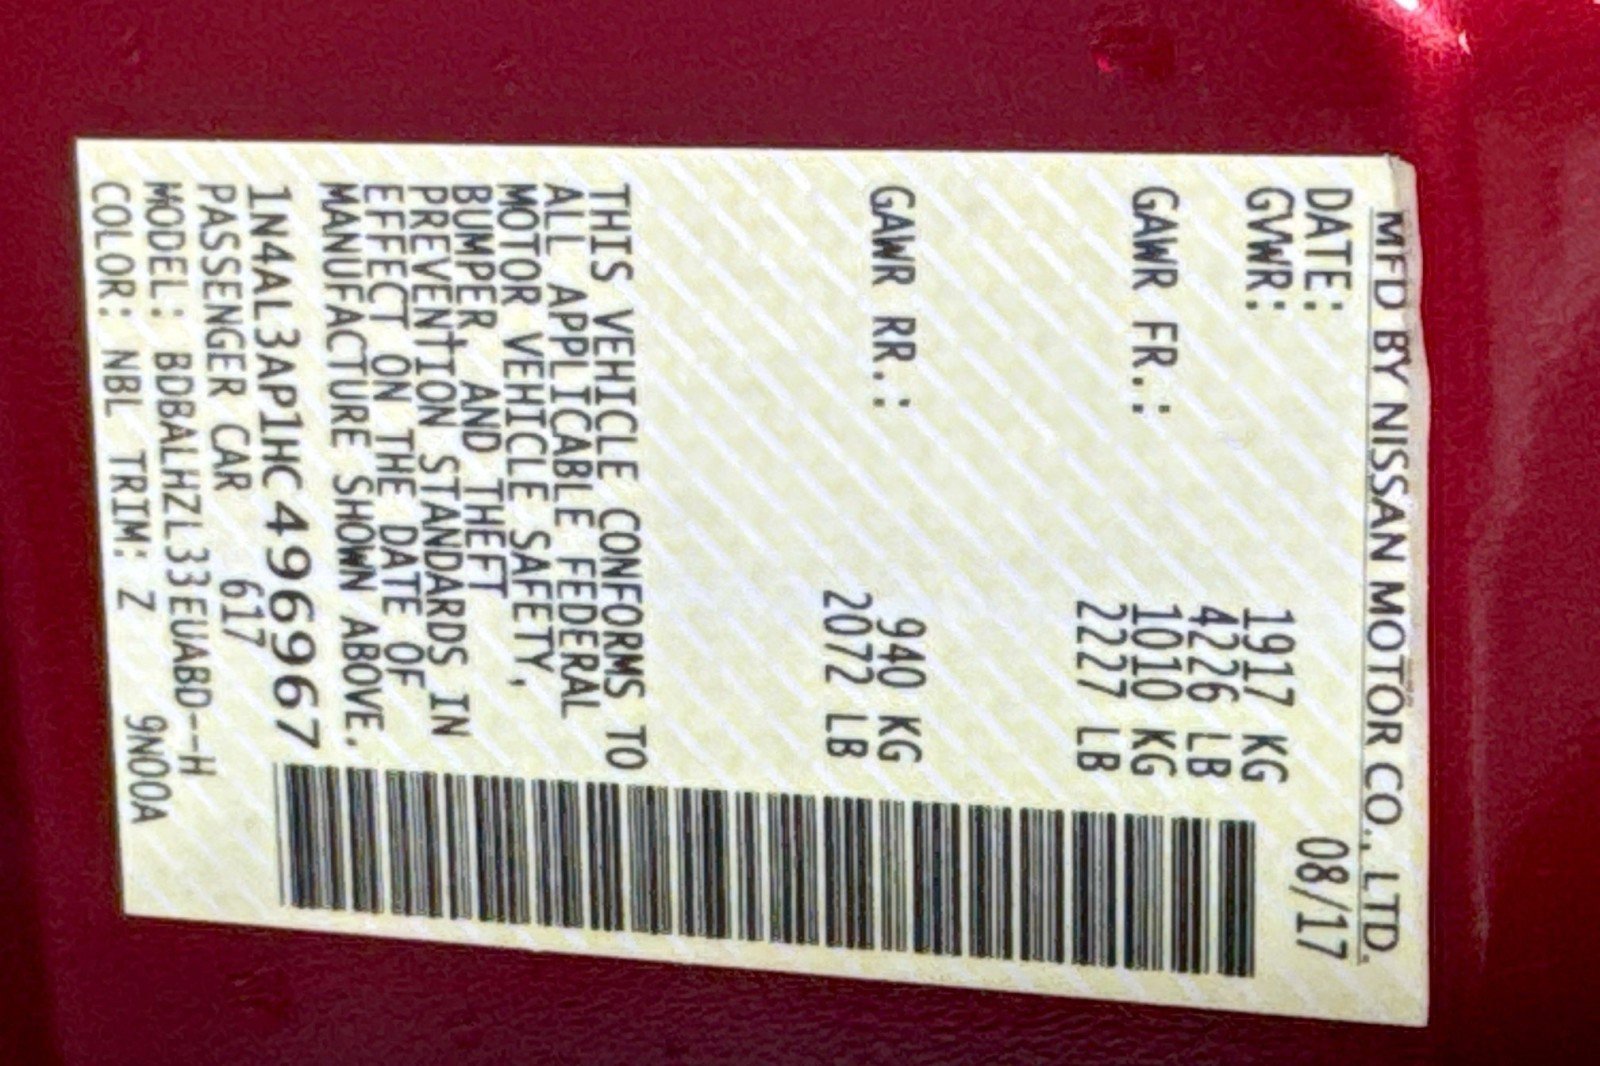 MFD BY NISSAN MOTOR CO., LTD.
DATE: 08/17
GVWR: 1917 KG
4226 LB
GAWR FR.: 1010 KG
2227 LB
GAWR RR.: 940 KG
2072 LB
THIS VEHICLE CONFORMS TO
ALL APPLICABLE FEDERAL
MOTOR VEHICLE SAFETY,
BUMPER, AND THEFT
PREVENTION STANDARDS IN
EFFECT ON THE DATE OF
MANUFACTURE SHOWN ABOVE.
1N4AL3AP1HC496967
PASSENGER CAR 617
MODEL: BDBALHZL33EUABD--H
COLOR: NBL TRIM: Z 9N00A